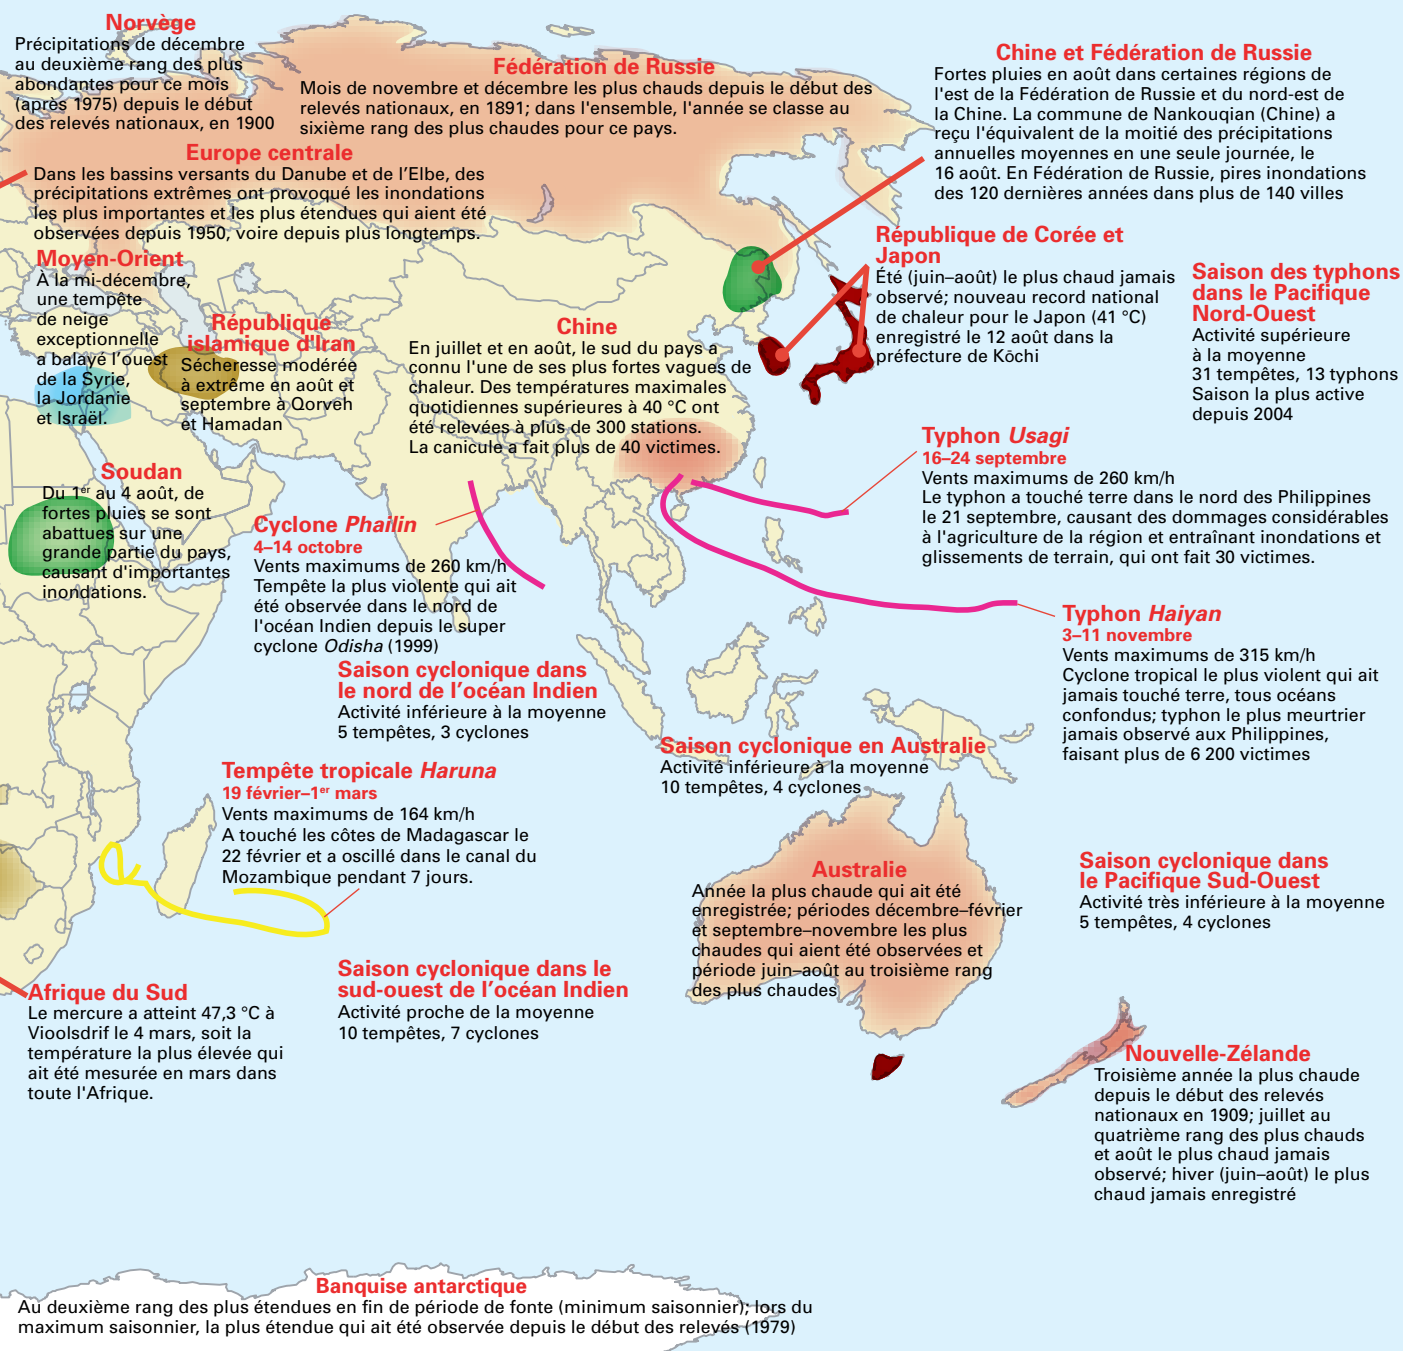 Norvège
Précipitations de décembre
au deuxième rang des plus
abondantes pour ce mois
(après 1975) depuis le début
des relevés nationaux, en 1900
Fédération de Russie
Mois de novembre et décembre les plus chauds depuis le début des
relevés nationaux, en 1891; dans l'ensemble, l'année se classe au
sixième rang des plus chaudes pour ce pays.
Chine et Fédération de Russie
Fortes pluies en août dans certaines régions de
l'est de la Fédération de Russie et du nord-est de
la Chine. La commune de Nankouqian (Chine) a
reçu l'équivalent de la moitié des précipitations
annuelles moyennes en une seule journée, le
16 août. En Fédération de Russie, pires inondations
des 120 dernières années dans plus de 140 villes
Europe centrale
Dans les bassins versants du Danube et de l’Elbe, des
précipitations extrêmes ont provoqué les inondations
les plus importantes et les plus étendues qui aient été
observées depuis 1950, voire depuis plus longtemps.
Moyen-Orient
À la mi-décembre,
une tempête
de neige
exceptionnelle
a balayé l’ouest
de la Syrie,
la Jordanie
et Israël.
République
islamique d'Iran
Sécheresse modérée
à extrême en août et
septembre à Qorveh
et Hamadan
Chine
En juillet et en août, le sud du pays a
connu l'une de ses plus fortes vagues de
chaleur. Des températures maximales
quotidiennes supérieures à 40 °C ont
été relevées à plus de 300 stations.
La canicule a fait plus de 40 victimes.
République de Corée et
Japon
Été (juin–août) le plus chaud jamais
observé; nouveau record national
de chaleur pour le Japon (41 °C)
enregistré le 12 août dans la
préfecture de Kōchi
Saison des typhons
dans le Pacifique
Nord-Ouest
Activité supérieure
à la moyenne
31 tempêtes, 13 typhons
Saison la plus active
depuis 2004
Soudan
Du 1er au 4 août, de
fortes pluies se sont
abattues sur une
grande partie du pays,
causant d'importantes
inondations.
Cyclone Phailin
4–14 octobre
Vents maximums de 260 km/h
Tempête la plus violente qui ait
été observée dans le nord de
l'océan Indien depuis le super
cyclone Odisha (1999)
Typhon Usagi
16–24 septembre
Vents maximums de 260 km/h
Le typhon a touché terre dans le nord des Philippines
le 21 septembre, causant des dommages considérables
à l'agriculture de la région et entraînant inondations et
glissements de terrain, qui ont fait 30 victimes.
Typhon Haiyan
3–11 novembre
Vents maximums de 315 km/h
Cyclone tropical le plus violent qui ait
jamais touché terre, tous océans
confondus; typhon le plus meurtrier
jamais observé aux Philippines,
faisant plus de 6 200 victimes
Saison cyclonique dans
le nord de l’océan Indien
Activité inférieure à la moyenne
5 tempêtes, 3 cyclones
Saison cyclonique en Australie
Activité inférieure à la moyenne
10 tempêtes, 4 cyclones
Tempête tropicale Haruna
19 février–1er mars
Vents maximums de 164 km/h
A touché les côtes de Madagascar le
22 février et a oscillé dans le canal du
Mozambique pendant 7 jours.
Australie
Année la plus chaude qui ait été
enregistrée; périodes décembre–février
et septembre–novembre les plus
chaudes qui aient été observées et
période juin–août au troisième rang
des plus chaudes
Saison cyclonique dans
le Pacifique Sud-Ouest
Activité très inférieure à la moyenne
5 tempêtes, 4 cyclones
Afrique du Sud
Le mercure a atteint 47,3 °C à
Vioolsdrif le 4 mars, soit la
température la plus élevée qui
ait été mesurée en mars dans
toute l'Afrique.
Saison cyclonique dans le
sud-ouest de l’océan Indien
Activité proche de la moyenne
10 tempêtes, 7 cyclones
Nouvelle-Zélande
Troisième année la plus chaude
depuis le début des relevés
nationaux en 1909; juillet au
quatrième rang des plus chauds
et août le plus chaud jamais
observé; hiver (juin–août) le plus
chaud jamais enregistré
Banquise antarctique
Au deuxième rang des plus étendues en fin de période de fonte (minimum saisonnier); lors du
maximum saisonnier, la plus étendue qui ait été observée depuis le début des relevés (1979)